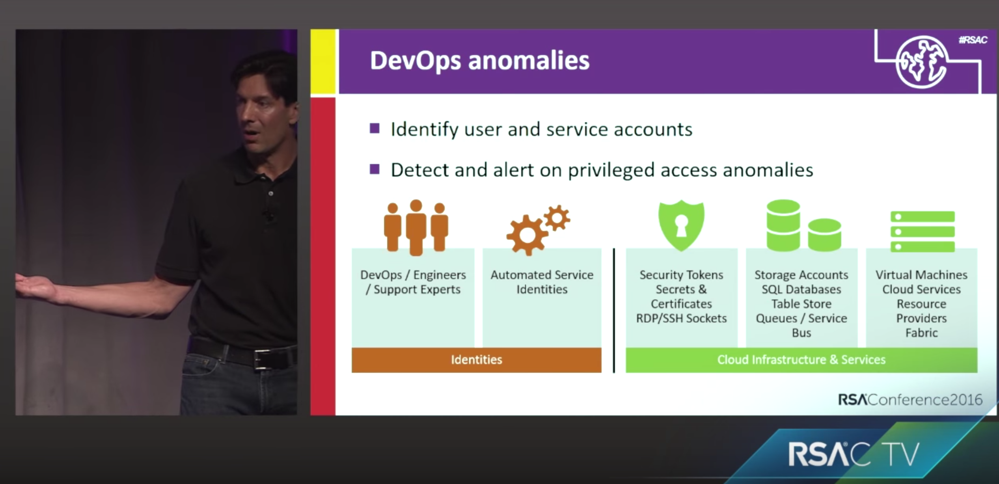 #RSAC
DevOps anomalies
Identify user and service accounts
Detect and alert on privileged access anomalies
DevOps / Engineers
/ Support Experts
Automated Service
Identities
Identities
Security Tokens
Secrets &
Certificates
RDP/SSH Sockets
Storage Accounts
SQL Databases
Table Store
Queues / Service
Bus
Virtual Machines
Cloud Services
Resource
Providers
Fabric
Cloud Infrastructure & Services
RSAConference2016
RSAC TV